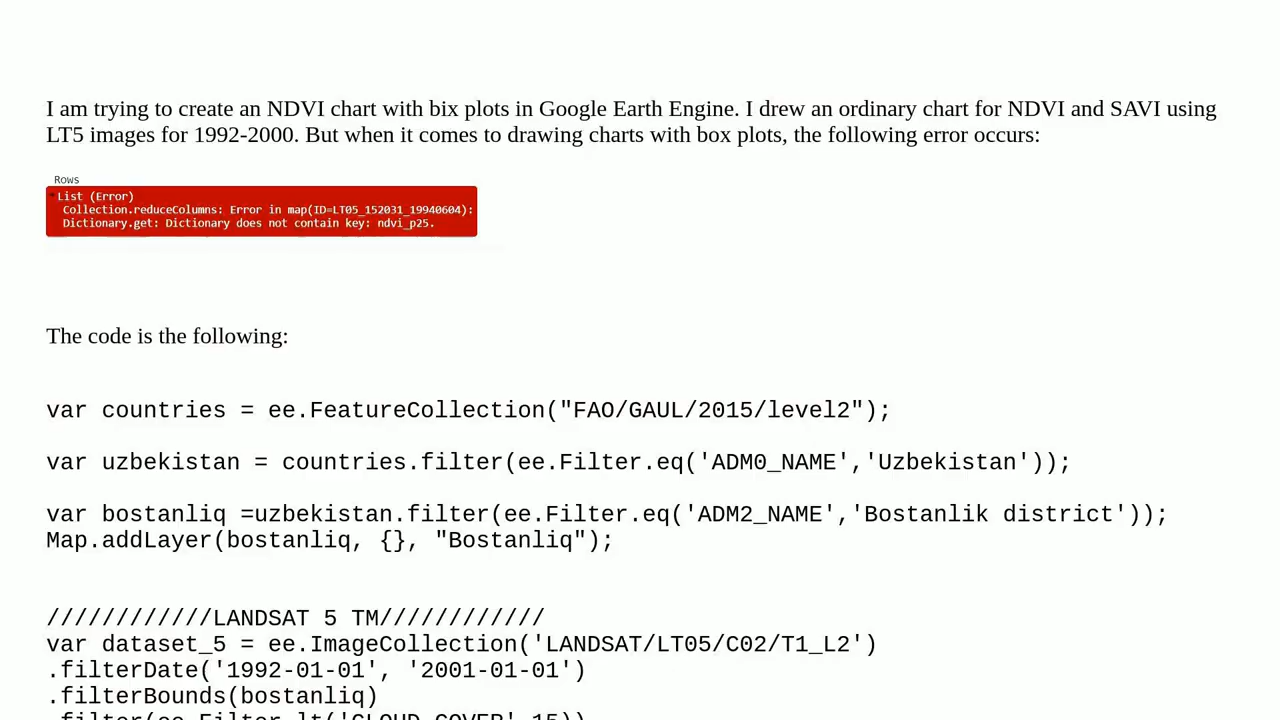 I am trying to create an NDVI chart with bix plots in Google Earth Engine. I drew an ordinary chart for NDVI and SAVI using
LT5 images for 1992-2000. But when it comes to drawing charts with box plots, the following error occurs:
Rows
List (Error)
Collection.reduceColumns: Error in map(ID=LT05_152031_19940604):
Dictionary.get: Dictionary does not contain key: ndvi_p25.
The code is the following:
var countries = ee.FeatureCollection("FAO/GAUL/2015/level2");
var uzbekistan = countries.filter(ee.Filter.eq('ADM0_NAME','Uzbekistan'));
var bostanliq =uzbekistan.filter(ee.Filter.eq('ADM2_NAME','Bostanlik district'));
Map.addLayer(bostanliq, {}, "Bostanliq");
////////////LANDSAT 5 TM////////////
var dataset_5 = ee.ImageCollection('LANDSAT/LT05/C02/T1_L2')
.filterDate('1992-01-01', '2001-01-01')
.filterBounds(bostanliq)
.filter(ee.Filter.lt('CLOUD_COVER',15))